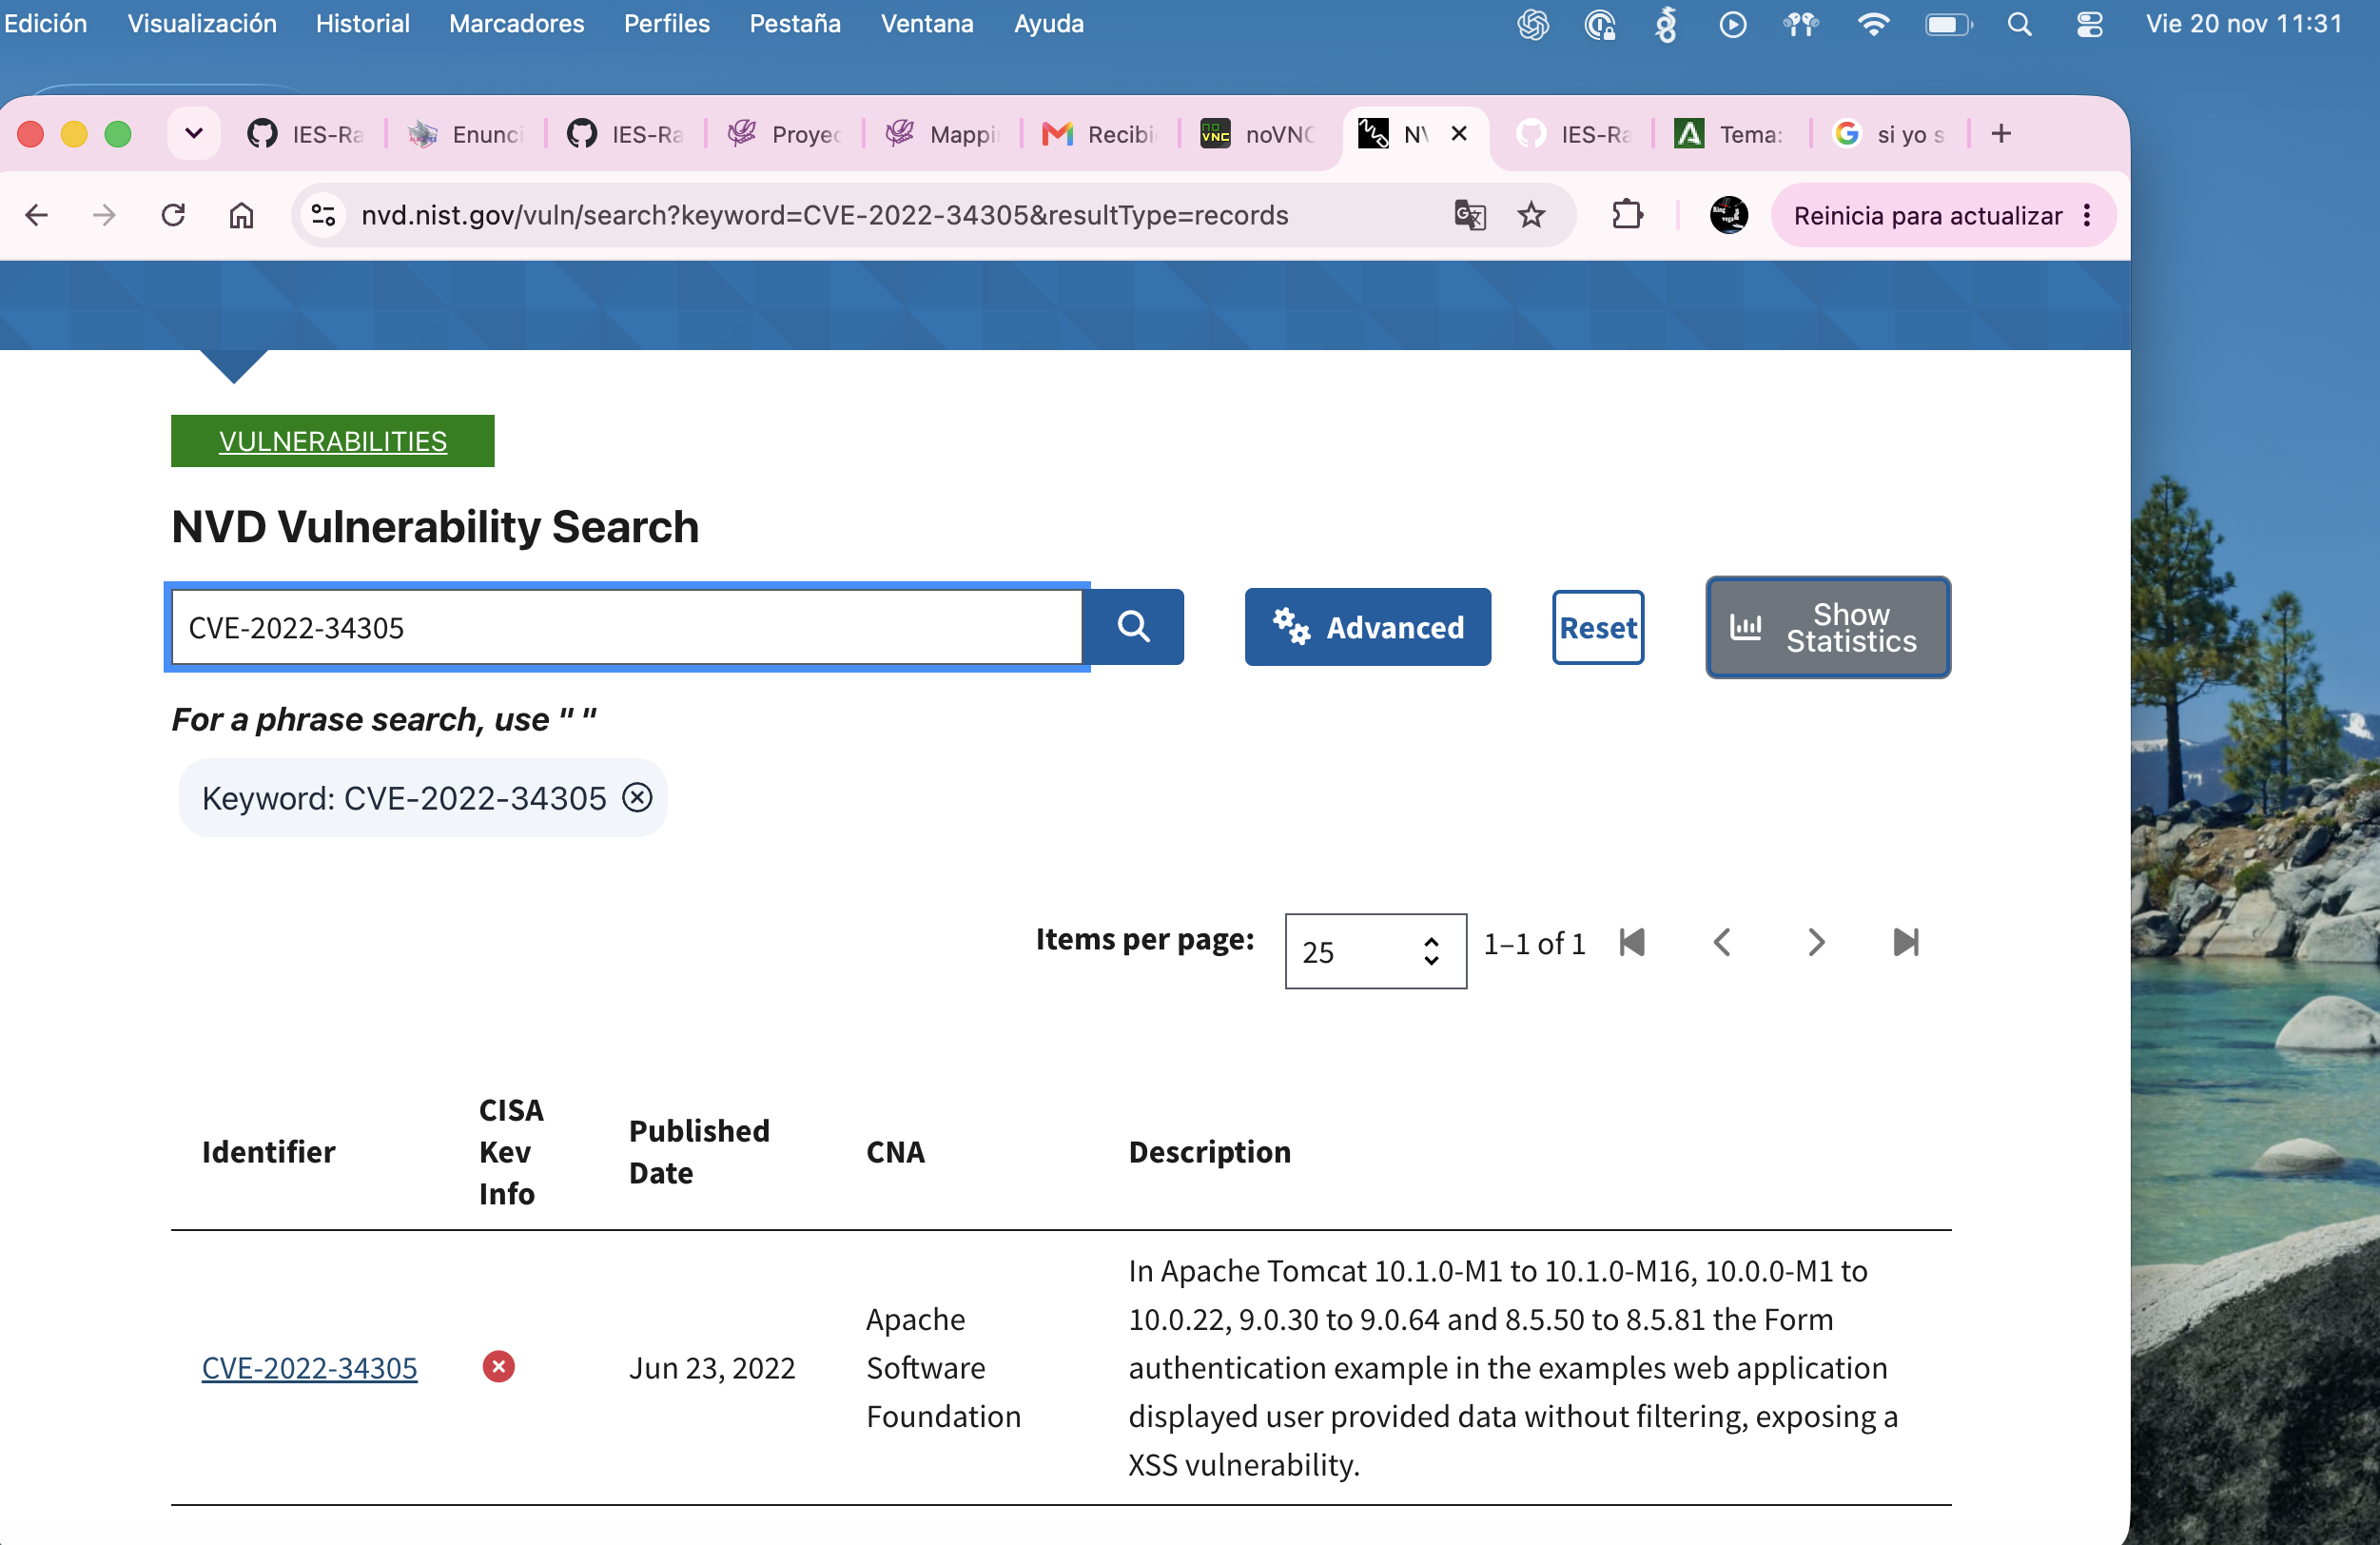 Edición Visualización Historial Marcadores Perfiles Pestaña Ventana Ayuda Vie 20 nov 11:31
IES-Ra Enunci IES-Ra Proyec Mappi Recibi noVNC NV IES-Ra Tema: si yo s
nvd.nist.gov/vuln/search?keyword=CVE-2022-34305&resultType=records Reinicia para actualizar
VULNERABILITIES
NVD Vulnerability Search
CVE-2022-34305 Advanced Reset Show Statistics
For a phrase search, use " "
Keyword: CVE-2022-34305
Items per page: 25 1–1 of 1
Identifier CISA Kev Info Published Date CNA Description
CVE-2022-34305 Jun 23, 2022 Apache Software Foundation
In Apache Tomcat 10.1.0-M1 to 10.1.0-M16, 10.0.0-M1 to
10.0.22, 9.0.30 to 9.0.64 and 8.5.50 to 8.5.81 the Form
authentication example in the examples web application
displayed user provided data without filtering, exposing a
XSS vulnerability.